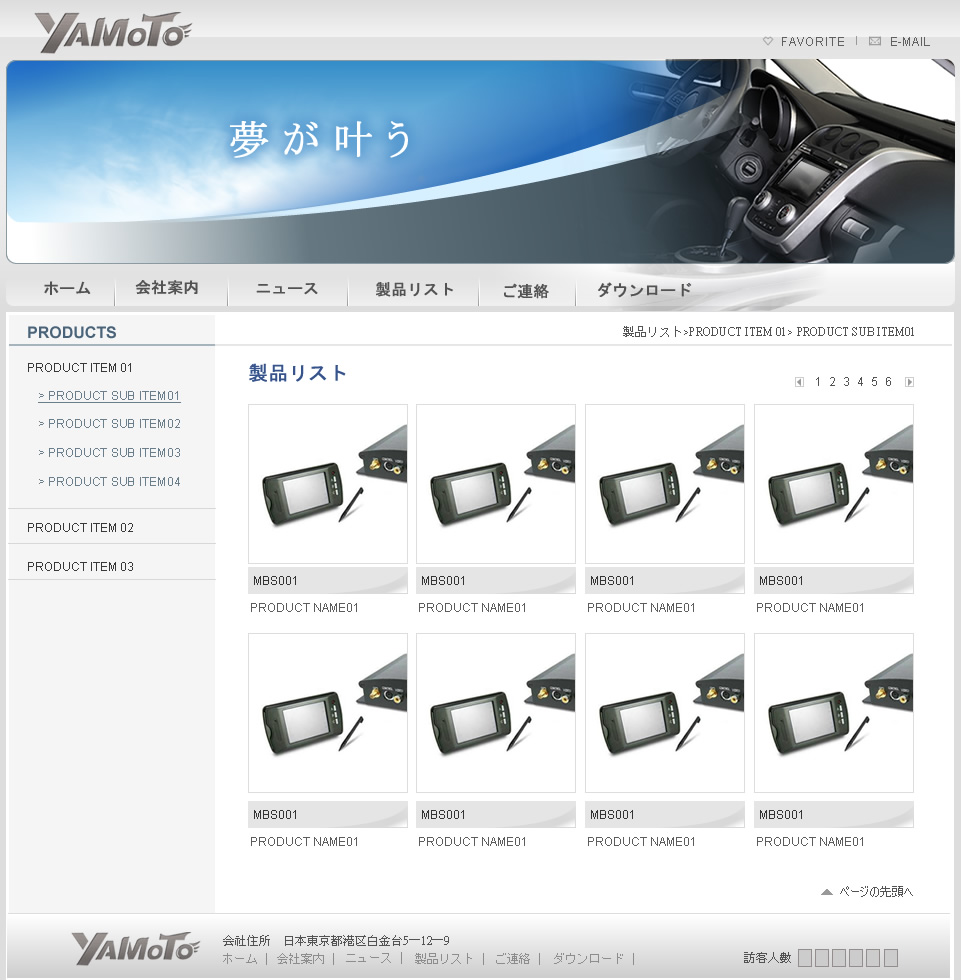 YAMoTo
FAVORITE | E-MAIL
夢が叶う
ホーム 会社案内 ニュース 製品リスト ご連絡 ダウンロード
PRODUCTS
製品リスト>PRODUCT ITEM 01> PRODUCT SUB ITEM01
PRODUCT ITEM 01
> PRODUCT SUB ITEM01
> PRODUCT SUB ITEM02
> PRODUCT SUB ITEM03
> PRODUCT SUB ITEM04
PRODUCT ITEM 02
PRODUCT ITEM 03
製品リスト
1 2 3 4 5 6
MBS001 MBS001 MBS001 MBS001
PRODUCT NAME01 PRODUCT NAME01 PRODUCT NAME01 PRODUCT NAME01
MBS001 MBS001 MBS001 MBS001
PRODUCT NAME01 PRODUCT NAME01 PRODUCT NAME01 PRODUCT NAME01
ページの先頭へ
YAMoTo
会社住所 日本東京都港区白金台5一12一9
ホーム | 会社案内 | ニュース | 製品リスト | ご連絡 | ダウンロード |
訪客人數